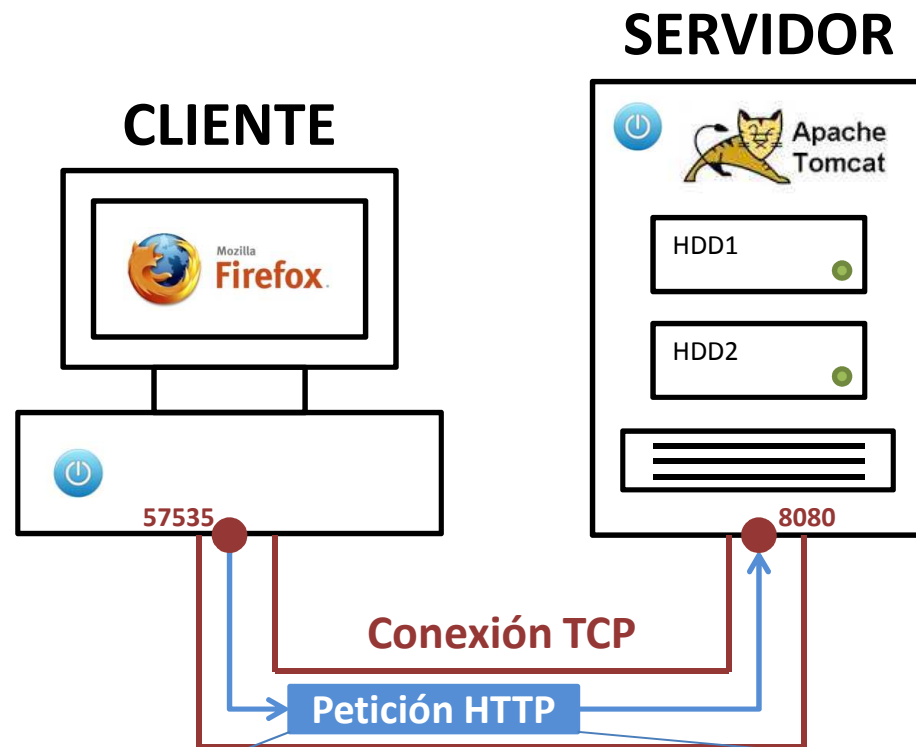 SERVIDOR
CLIENTE
Apache
Tomcat
Mozilla
Firefox
HDD1
HDD2
57535
8080
Conexión TCP
Petición HTTP